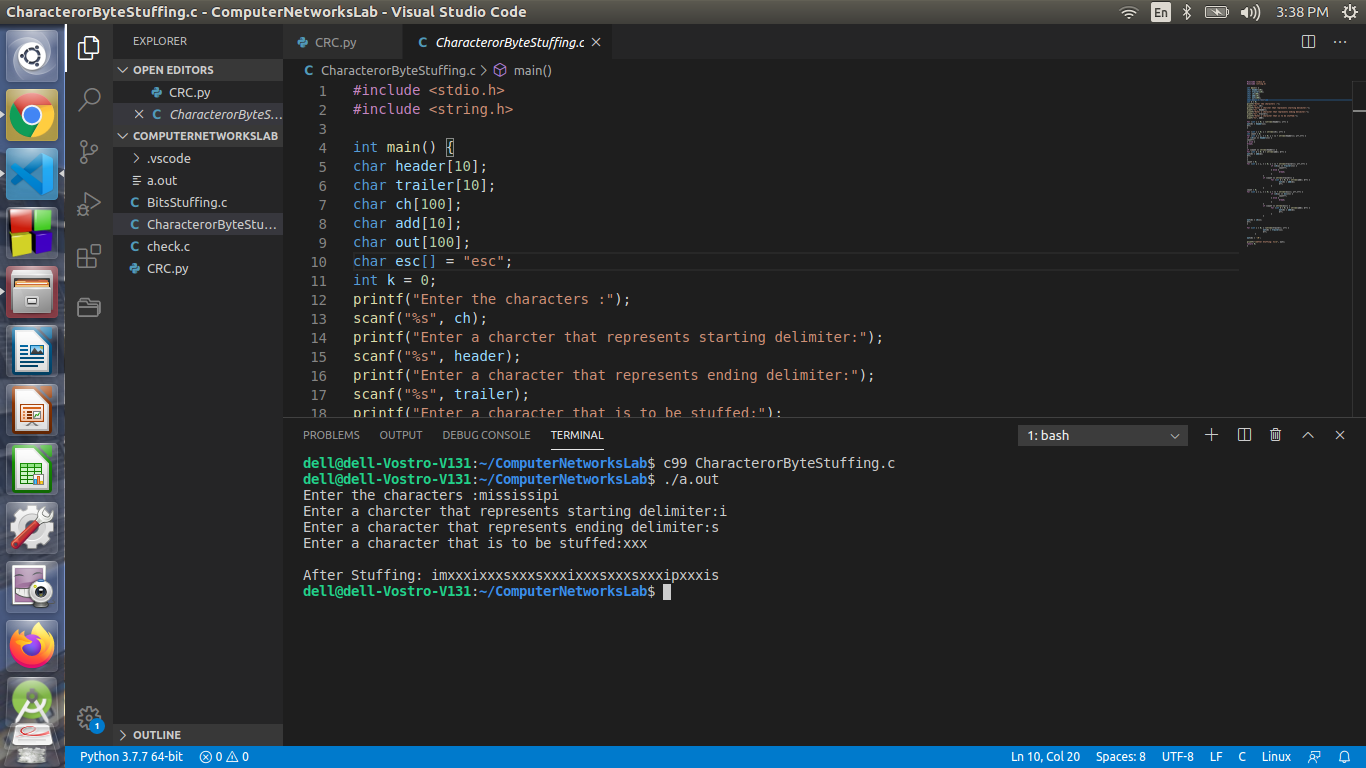 CharacterorByteStuffing.c - ComputerNetworksLab - Visual Studio Code
En
3:38 PM
EXPLORER
OPEN EDITORS
CRC.py
CharacterorByteS...
COMPUTERNETWORKSLAB
.vscode
a.out
BitsStuffing.c
CharacterorByteStu...
check.c
CRC.py
OUTLINE
CRC.py
CharacterorByteStuffing.c
CharacterorByteStuffing.c > main()
1 #include <stdio.h>
2 #include <string.h>
3
4 int main() {
5 char header[10];
6 char trailer[10];
7 char ch[100];
8 char add[10];
9 char out[100];
10 char esc[] = "esc";
11 int k = 0;
12 printf("Enter the characters :");
13 scanf("%s", ch);
14 printf("Enter a charcter that represents starting delimiter:");
15 scanf("%s", header);
16 printf("Enter a character that represents ending delimiter:");
17 scanf("%s", trailer);
18 printf("Enter a character that is to be stuffed:");
PROBLEMS OUTPUT DEBUG CONSOLE TERMINAL
1: bash
dell@dell-Vostro-V131:~/ComputerNetworksLab$ c99 CharacterorByteStuffing.c
dell@dell-Vostro-V131:~/ComputerNetworksLab$ ./a.out
Enter the characters :mississipi
Enter a charcter that represents starting delimiter:i
Enter a character that represents ending delimiter:s
Enter a character that is to be stuffed:xxx
After Stuffing: imxxxixxxsxxxsxxxixxxsxxxsxxxipxxxis
dell@dell-Vostro-V131:~/ComputerNetworksLab$
1
Python 3.7.7 64-bit 0 0 Ln 10, Col 20 Spaces: 8 UTF-8 LF C Linux